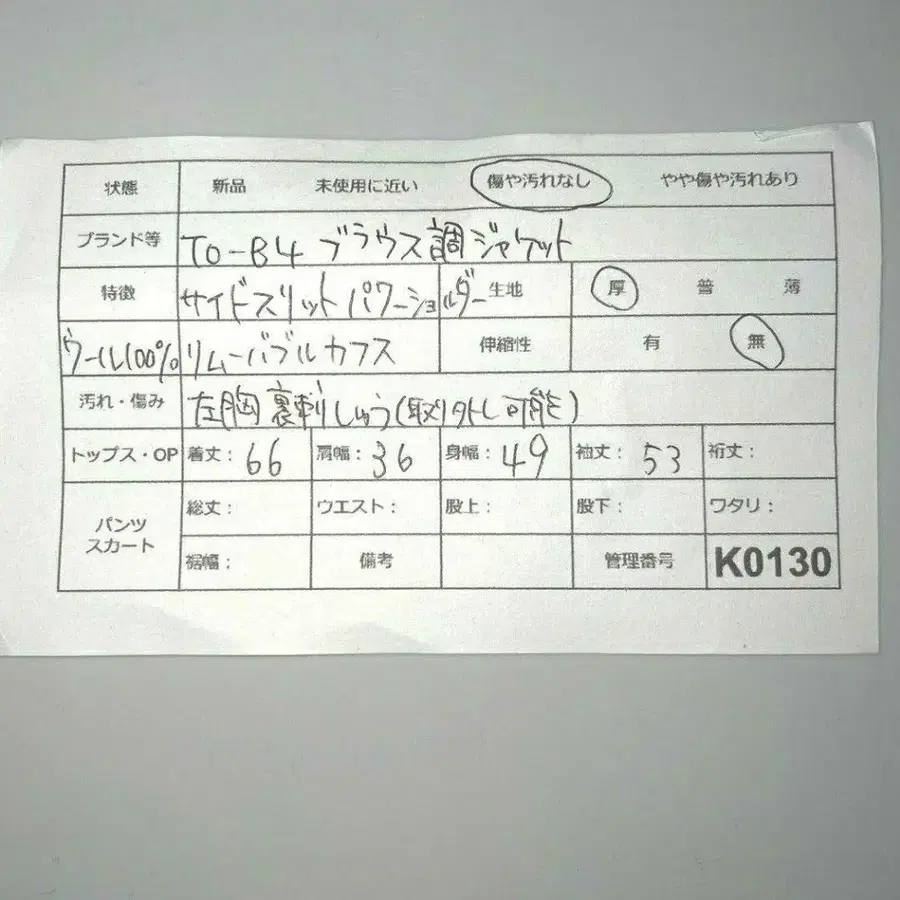 状態 新品 未使用に近い 傷や汚れなし やや傷や汚れあり
ブランド等 TO-B4 ブラウス調ジャケット
特徴 サイドスリット パワーショルダー 生地 厚 普 薄
ウール100% リムーバブルカフス 伸縮性 有 無
汚れ・傷み 左胸裏刺しゅう(取り外し可能)
トップス・OP 着丈: 66 肩幅: 36 身幅: 49 袖丈: 53 裄丈:
パンツ スカート 総丈: ウエスト: 股上: 股下: ワタリ:
裾幅: 備考 管理番号 K0130